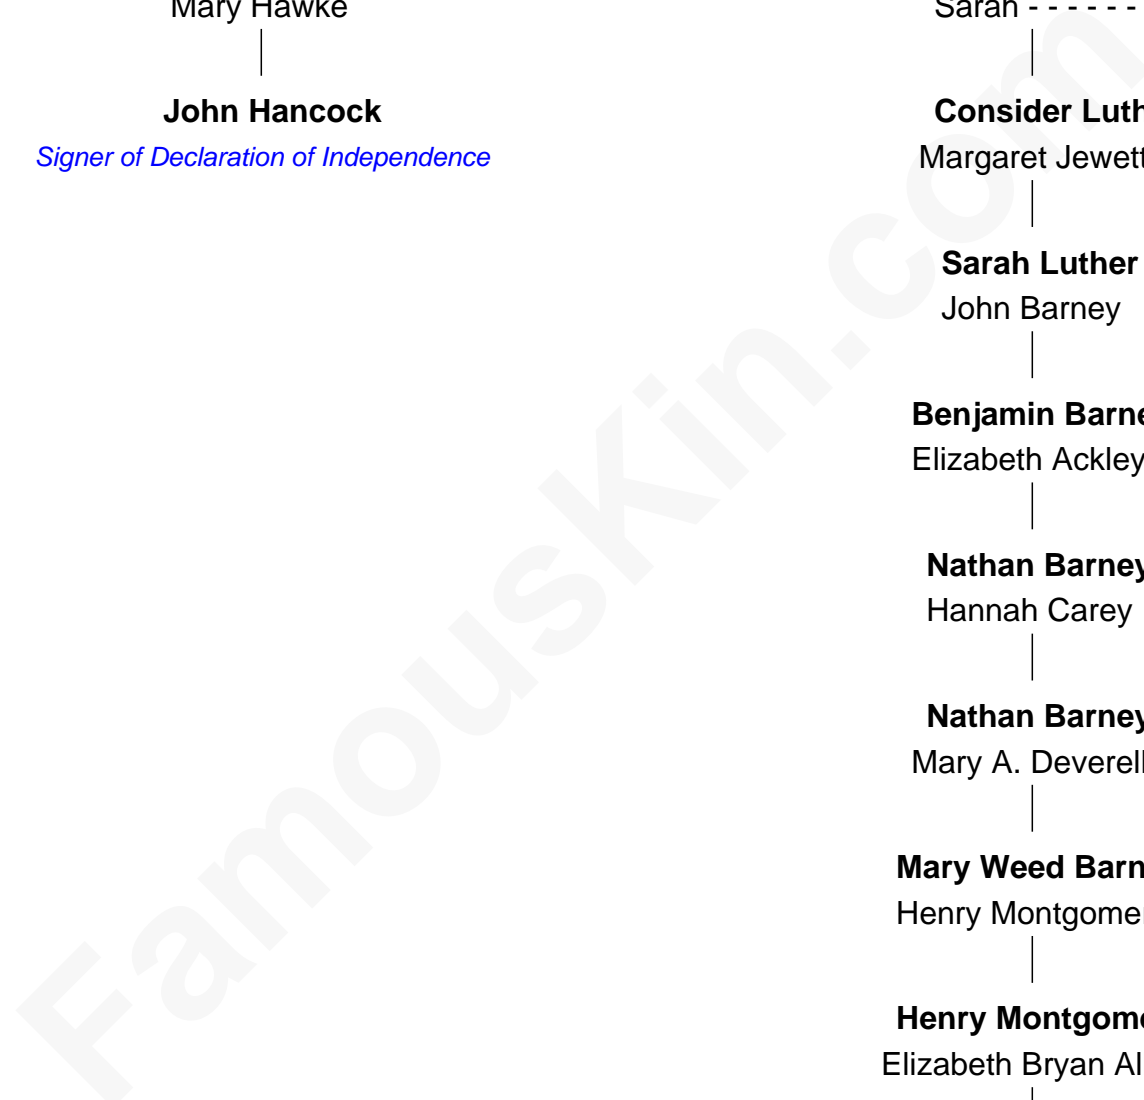 Mary Hawke
John Hancock
Signer of Declaration of Independence
Sarah - - - - - -
Consider Luth
Margaret Jewett
Sarah Luther
John Barney
Benjamin Barne
Elizabeth Ackley
Nathan Barney
Hannah Carey
Nathan Barney
Mary A. Deverell
Mary Weed Barn
Henry Montgomer
Henry Montgome
Elizabeth Bryan Al
FamousKin.com